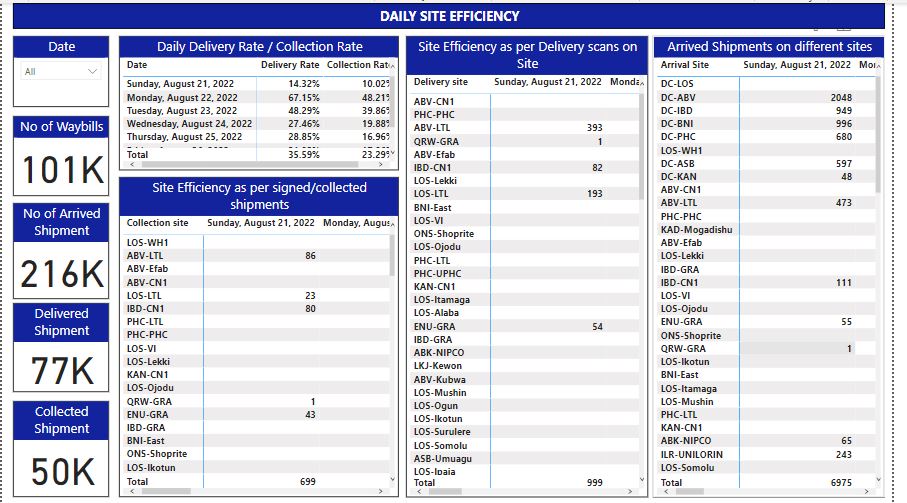 DAILY SITE EFFICIENCY
Date
All
No of Waybills
101K
No of Arrived
Shipment
216K
Delivered
Shipment
77K
Collected
Shipment
50K
Daily Delivery Rate / Collection Rate
Date Delivery Rate Collection Rate
Sunday, August 21, 2022 14.32% 10.02%
Monday, August 22, 2022 67.15% 48.21%
Tuesday, August 23, 2022 48.29% 39.86%
Wednesday, August 24, 2022 27.46% 19.88%
Thursday, August 25, 2022 28.85% 16.96%
Total 35.59% 23.29%
Site Efficiency as per signed/collected
shipments
Collection site Sunday, August 21, 2022 Monday, Augus
LOS-WH1
ABV-LTL 86
ABV-Efab
ABV-CN1
LOS-LTL 23
IBD-CN1 80
PHC-LTL
PHC-PHC
LOS-VI
LOS-Lekki
KAN-CN1
LOS-Ojodu
QRW-GRA 1
ENU-GRA 43
IBD-GRA
BNI-East
ONS-Shoprite
LOS-Ikotun
Total 699
Site Efficiency as per Delivery scans on
Site
Delivery site Sunday, August 21, 2022 Monda
ABV-CN1
PHC-PHC
ABV-LTL 393
QRW-GRA 1
ABV-Efab
IBD-CN1 82
LOS-Lekki
LOS-LTL 193
BNI-East
LOS-VI
ONS-Shoprite
LOS-Ojodu
PHC-LTL
PHC-UPHC
KAN-CN1
LOS-Itamaga
LOS-Alaba
ENU-GRA 54
IBD-GRA
ABK-NIPCO
LKJ-Kewon
ABV-Kubwa
LOS-Mushin
LOS-Ogun
LOS-Ikotun
LOS-Surulere
LOS-Somolu
ASB-Umuagu
LOS-Ipaja
Total 999
Arrived Shipments on different sites
Arrival Site Sunday, August 21, 2022 Mon
DC-LOS
DC-ABV 2048
DC-IBD 949
DC-BNI 996
DC-PHC 680
LOS-WH1
DC-ASB 597
DC-KAN 48
ABV-CN1
ABV-LTL 473
PHC-PHC
KAD-Mogadishu
ABV-Efab
LOS-Lekki
IBD-GRA
IBD-CN1 111
LOS-VI
LOS-Ojodu
ENU-GRA 55
ONS-Shoprite
QRW-GRA 1
LOS-Ikotun
BNI-East
LOS-Itamaga
LOS-Mushin
PHC-LTL
KAN-CN1
ABK-NIPCO 65
ILR-UNILORIN 243
LOS-Somolu
Total 6975